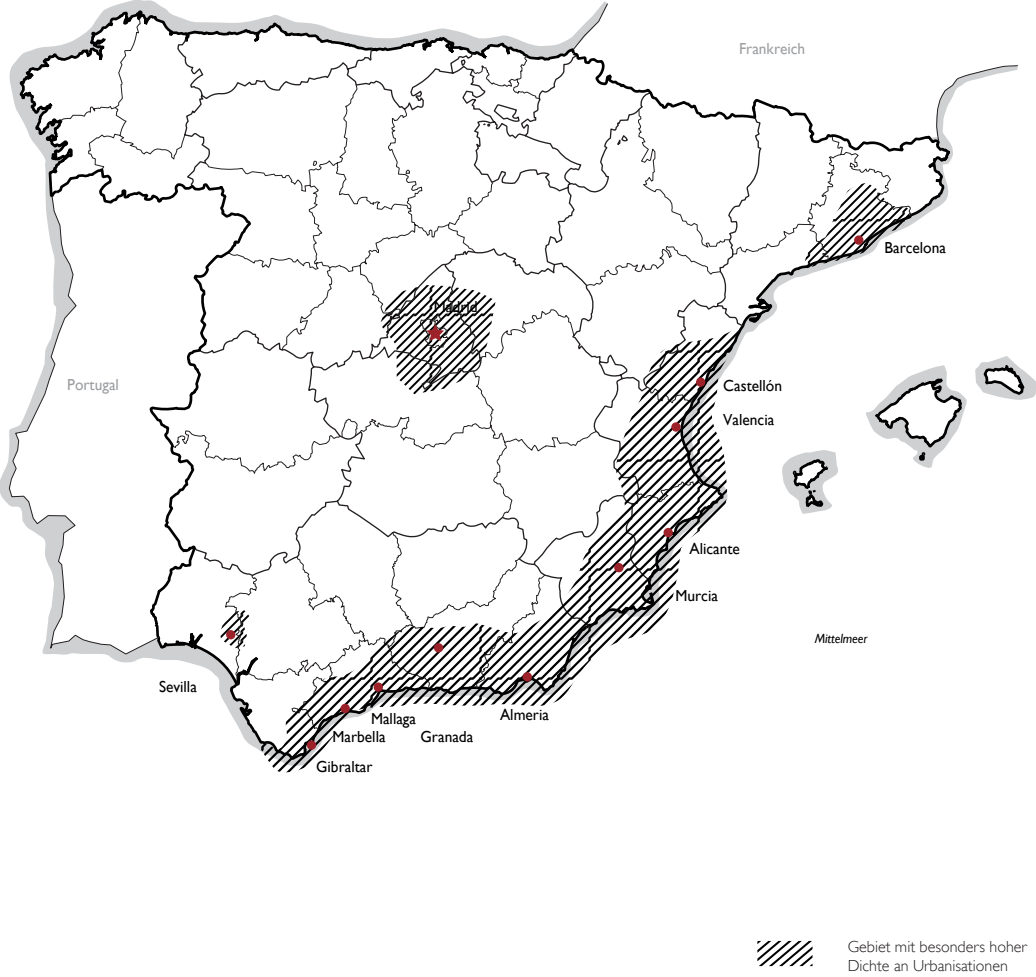 Frankreich
Barcelona
Madrid
Portugal
Castellón
Valencia
Alicante
Murcia
Mittelmeer
Sevilla
Almeria
Mallaga
Marbella
Granada
Gibraltar
Gebiet mit besonders hoher
Dichte an Urbanisationen